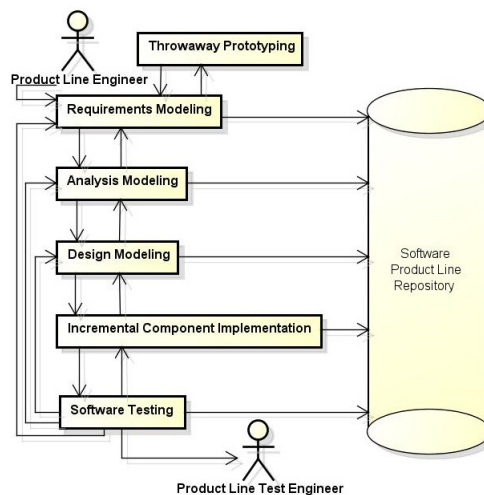 Throwaway Prototyping
Product Line Engineer
Requirements Modeling
Analysis Modeling
Design Modeling
Software
Product Line
Repository
Incremental Component Implementation
Software Testing
Product Line Test Engineer